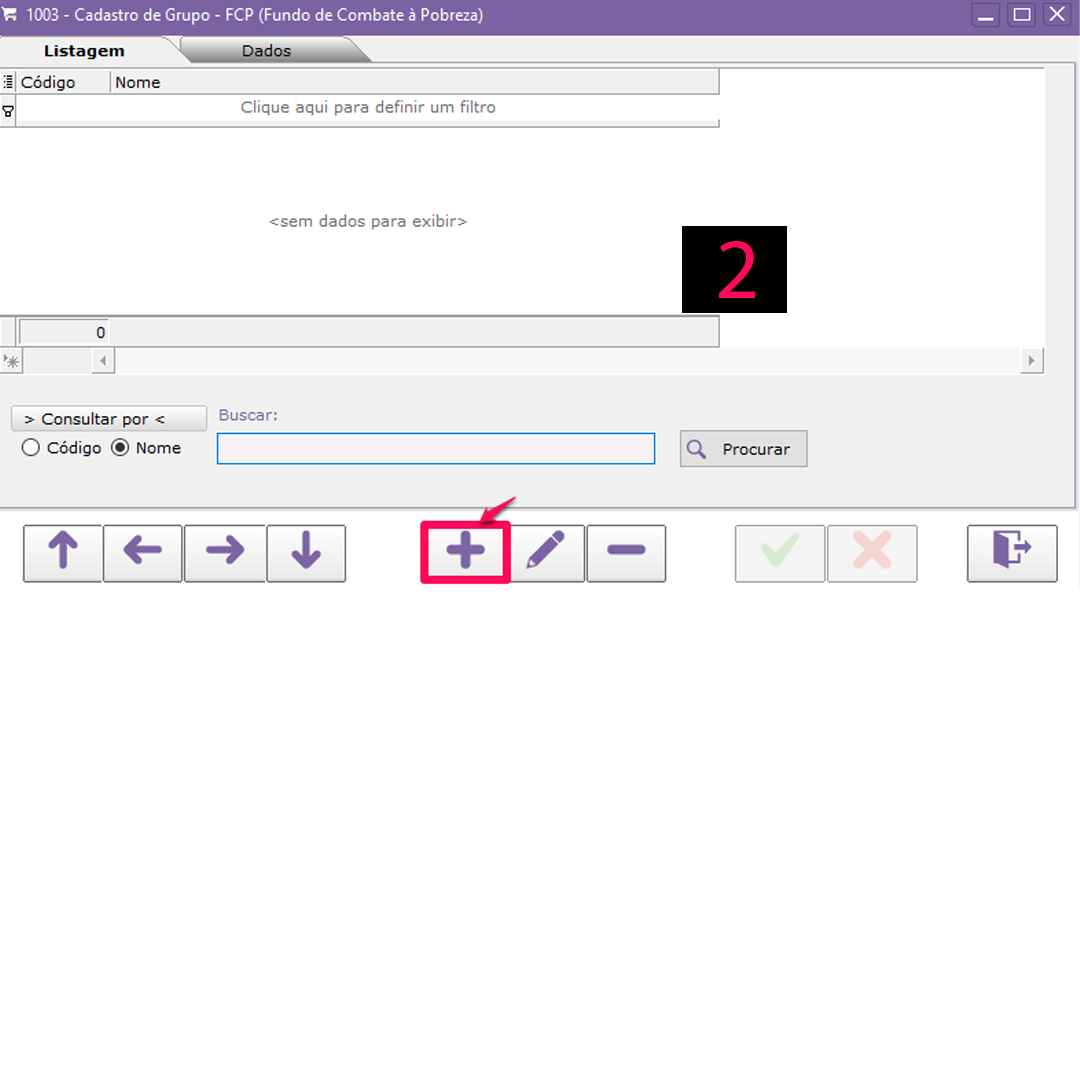 1003 - Cadastro de Grupo - FCP (Fundo de Combate à Pobreza)
Listagem Dados
Código Nome
Clique aqui para definir um filtro
<sem dados para exibir>
2
0
> Consultar por < Buscar:
Código Nome Procurar